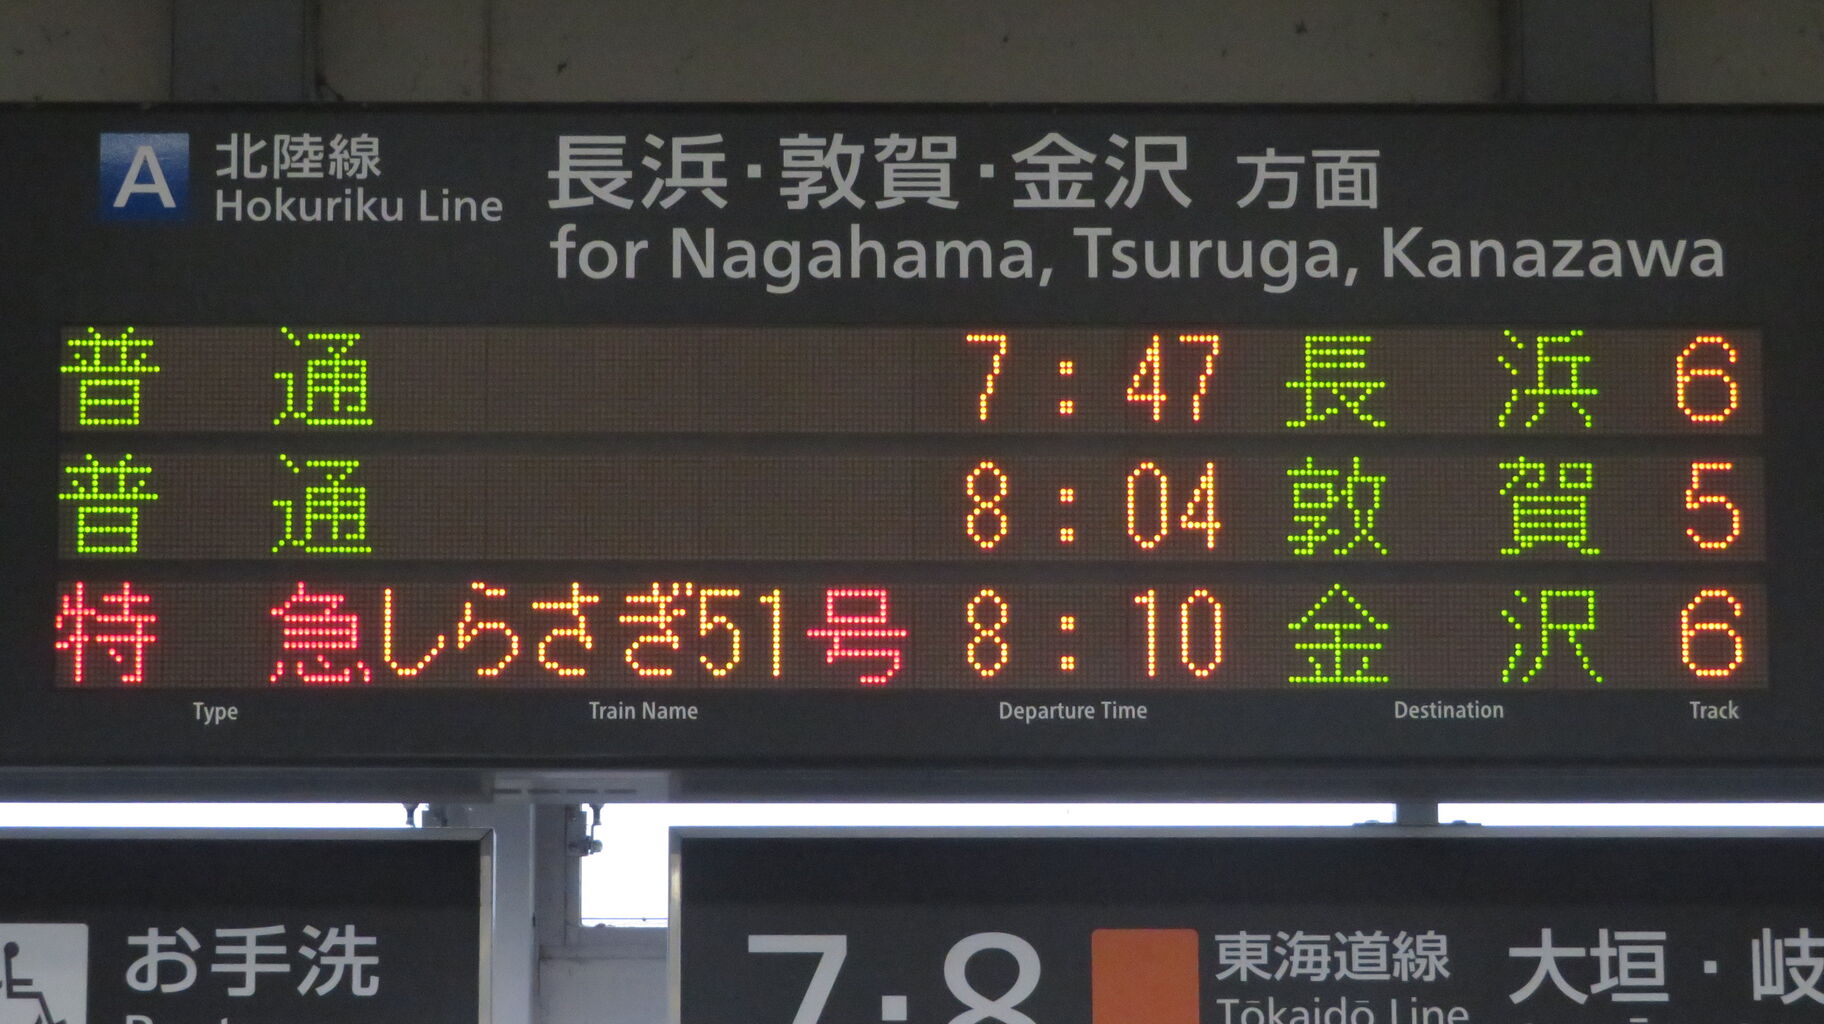 A 北陸線 長浜・敦賀・金沢 方面
Hokuriku Line for Nagahama, Tsuruga, Kanazawa
普通 7:47 長浜 6
普通 8:04 敦賀 5
特急 しらさぎ51号 8:10 金沢 6
Type Train Name Departure Time Destination Track
お手洗
7・8 東海道線 大垣・岐
Tōkaidō Line